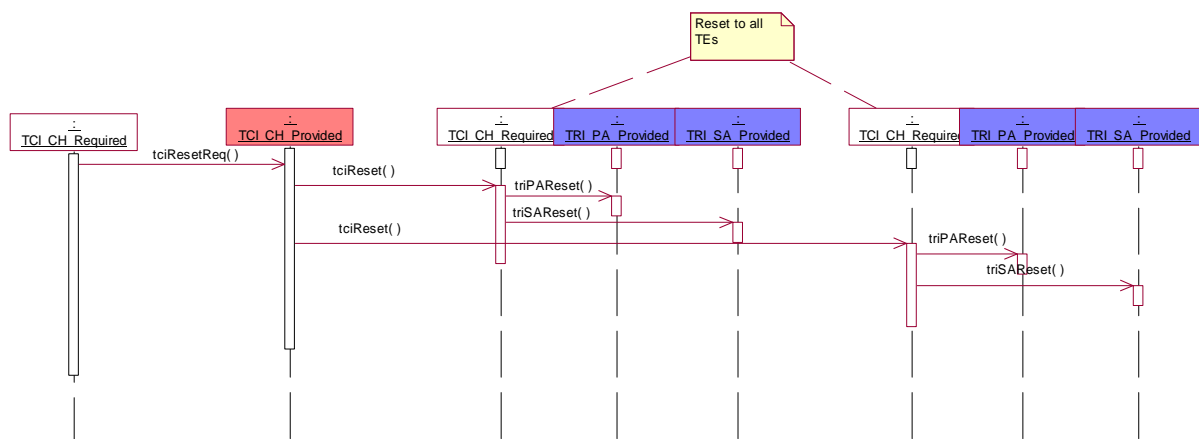 Reset to all
TEs
:
TCI_CH_Required
:
TCI_CH_Provided
:
TCI_CH_Required
:
TRI_PA_Provided
:
TRI_SA_Provided
:
TCI_CH_Required
:
TRI_PA_Provided
:
TRI_SA_Provided
tciResetReq( )
tciReset( )
triPAReset( )
triSAReset( )
tciReset( )
triPAReset( )
triSAReset( )